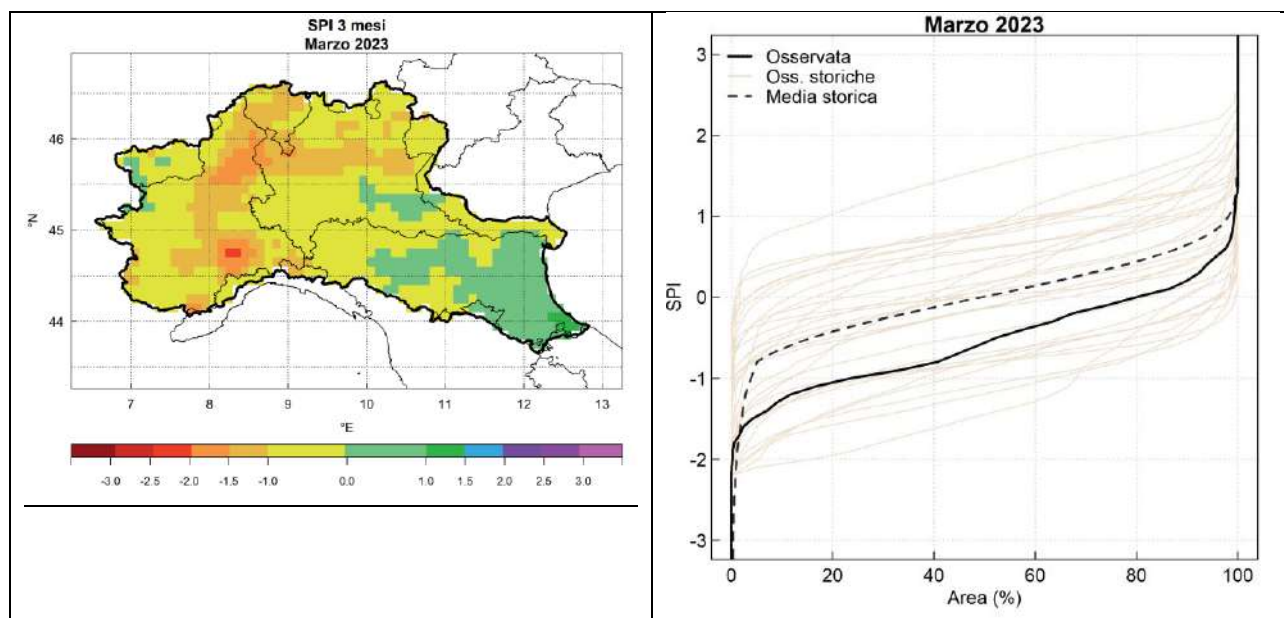 SPI 3 mesi
Marzo 2023
46
45
44
°N
7 8 9 10 11 12 13
°E
-3.0 -2.5 -2.0 -1.5 -1.0 0.0 1.0 1.5 2.0 2.5 3.0
Marzo 2023
Osservata
Oss. storiche
Media storica
3
2
1
0
-1
-2
-3
SPI
0 20 40 60 80 100
Area (%)